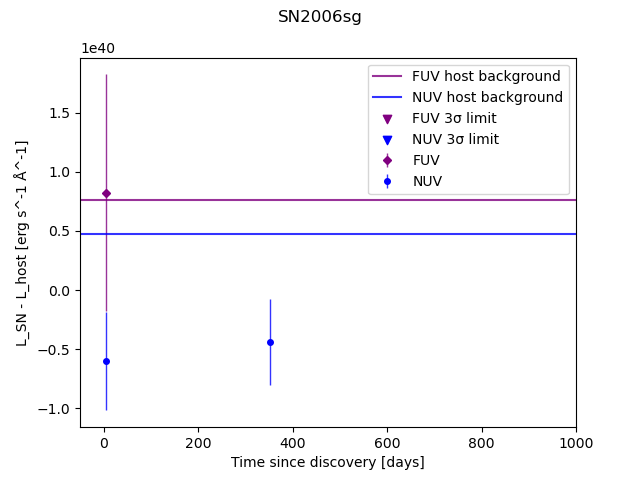 SN2006sg
1e40
FUV host background
NUV host background
FUV 3σ limit
NUV 3σ limit
FUV
NUV
1.5
1.0
0.5
0.0
−0.5
−1.0
L_SN - L_host [erg s^-1 Å^-1]
0
200
400
600
800
1000
Time since discovery [days]